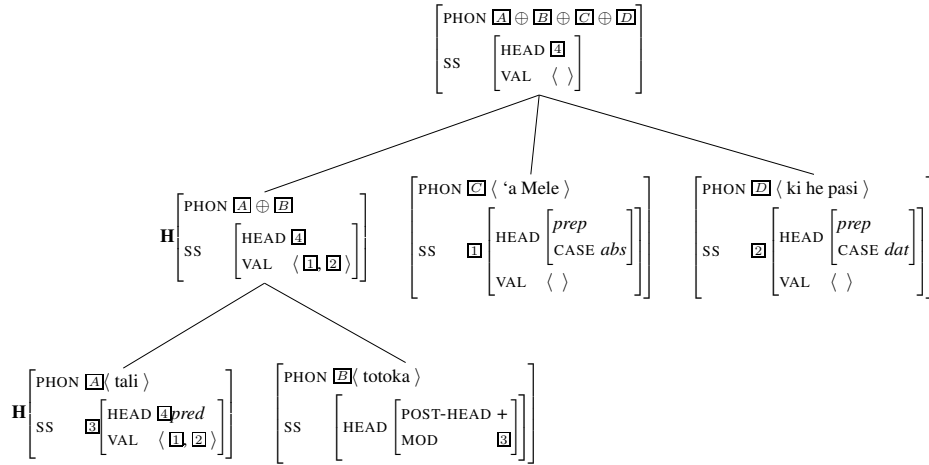 PHON A ⊕ B ⊕ C ⊕ D
SS HEAD 4
VAL ⟨ ⟩
H PHON A ⊕ B
SS HEAD 4
VAL ⟨ 1, 2 ⟩
PHON C ⟨ ‘a Mele ⟩
SS 1 HEAD prep
CASE abs
VAL ⟨ ⟩
PHON D ⟨ ki he pasi ⟩
SS 2 HEAD prep
CASE dat
VAL ⟨ ⟩
H PHON A⟨ tali ⟩
SS 3 HEAD 4pred
VAL ⟨ 1, 2 ⟩
PHON B⟨ totoka ⟩
SS HEAD POST-HEAD +
MOD 3